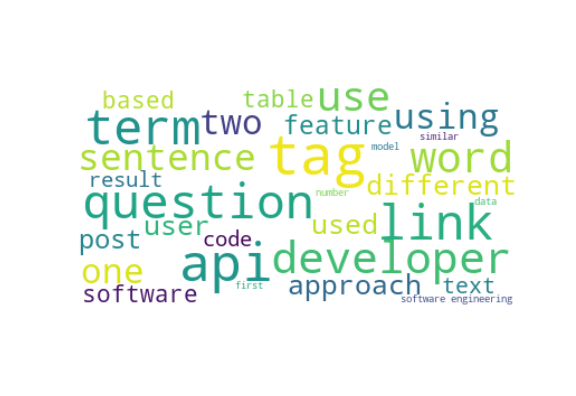 based table use
term two feature using
similar
sentence tag model word
result number different
question user used link data
post code
one api developer
software first approach text
software engineering